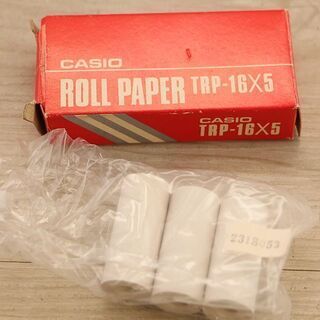 CASIO
ROLL PAPER TRP-16X5
CASIO
TRP-16X5